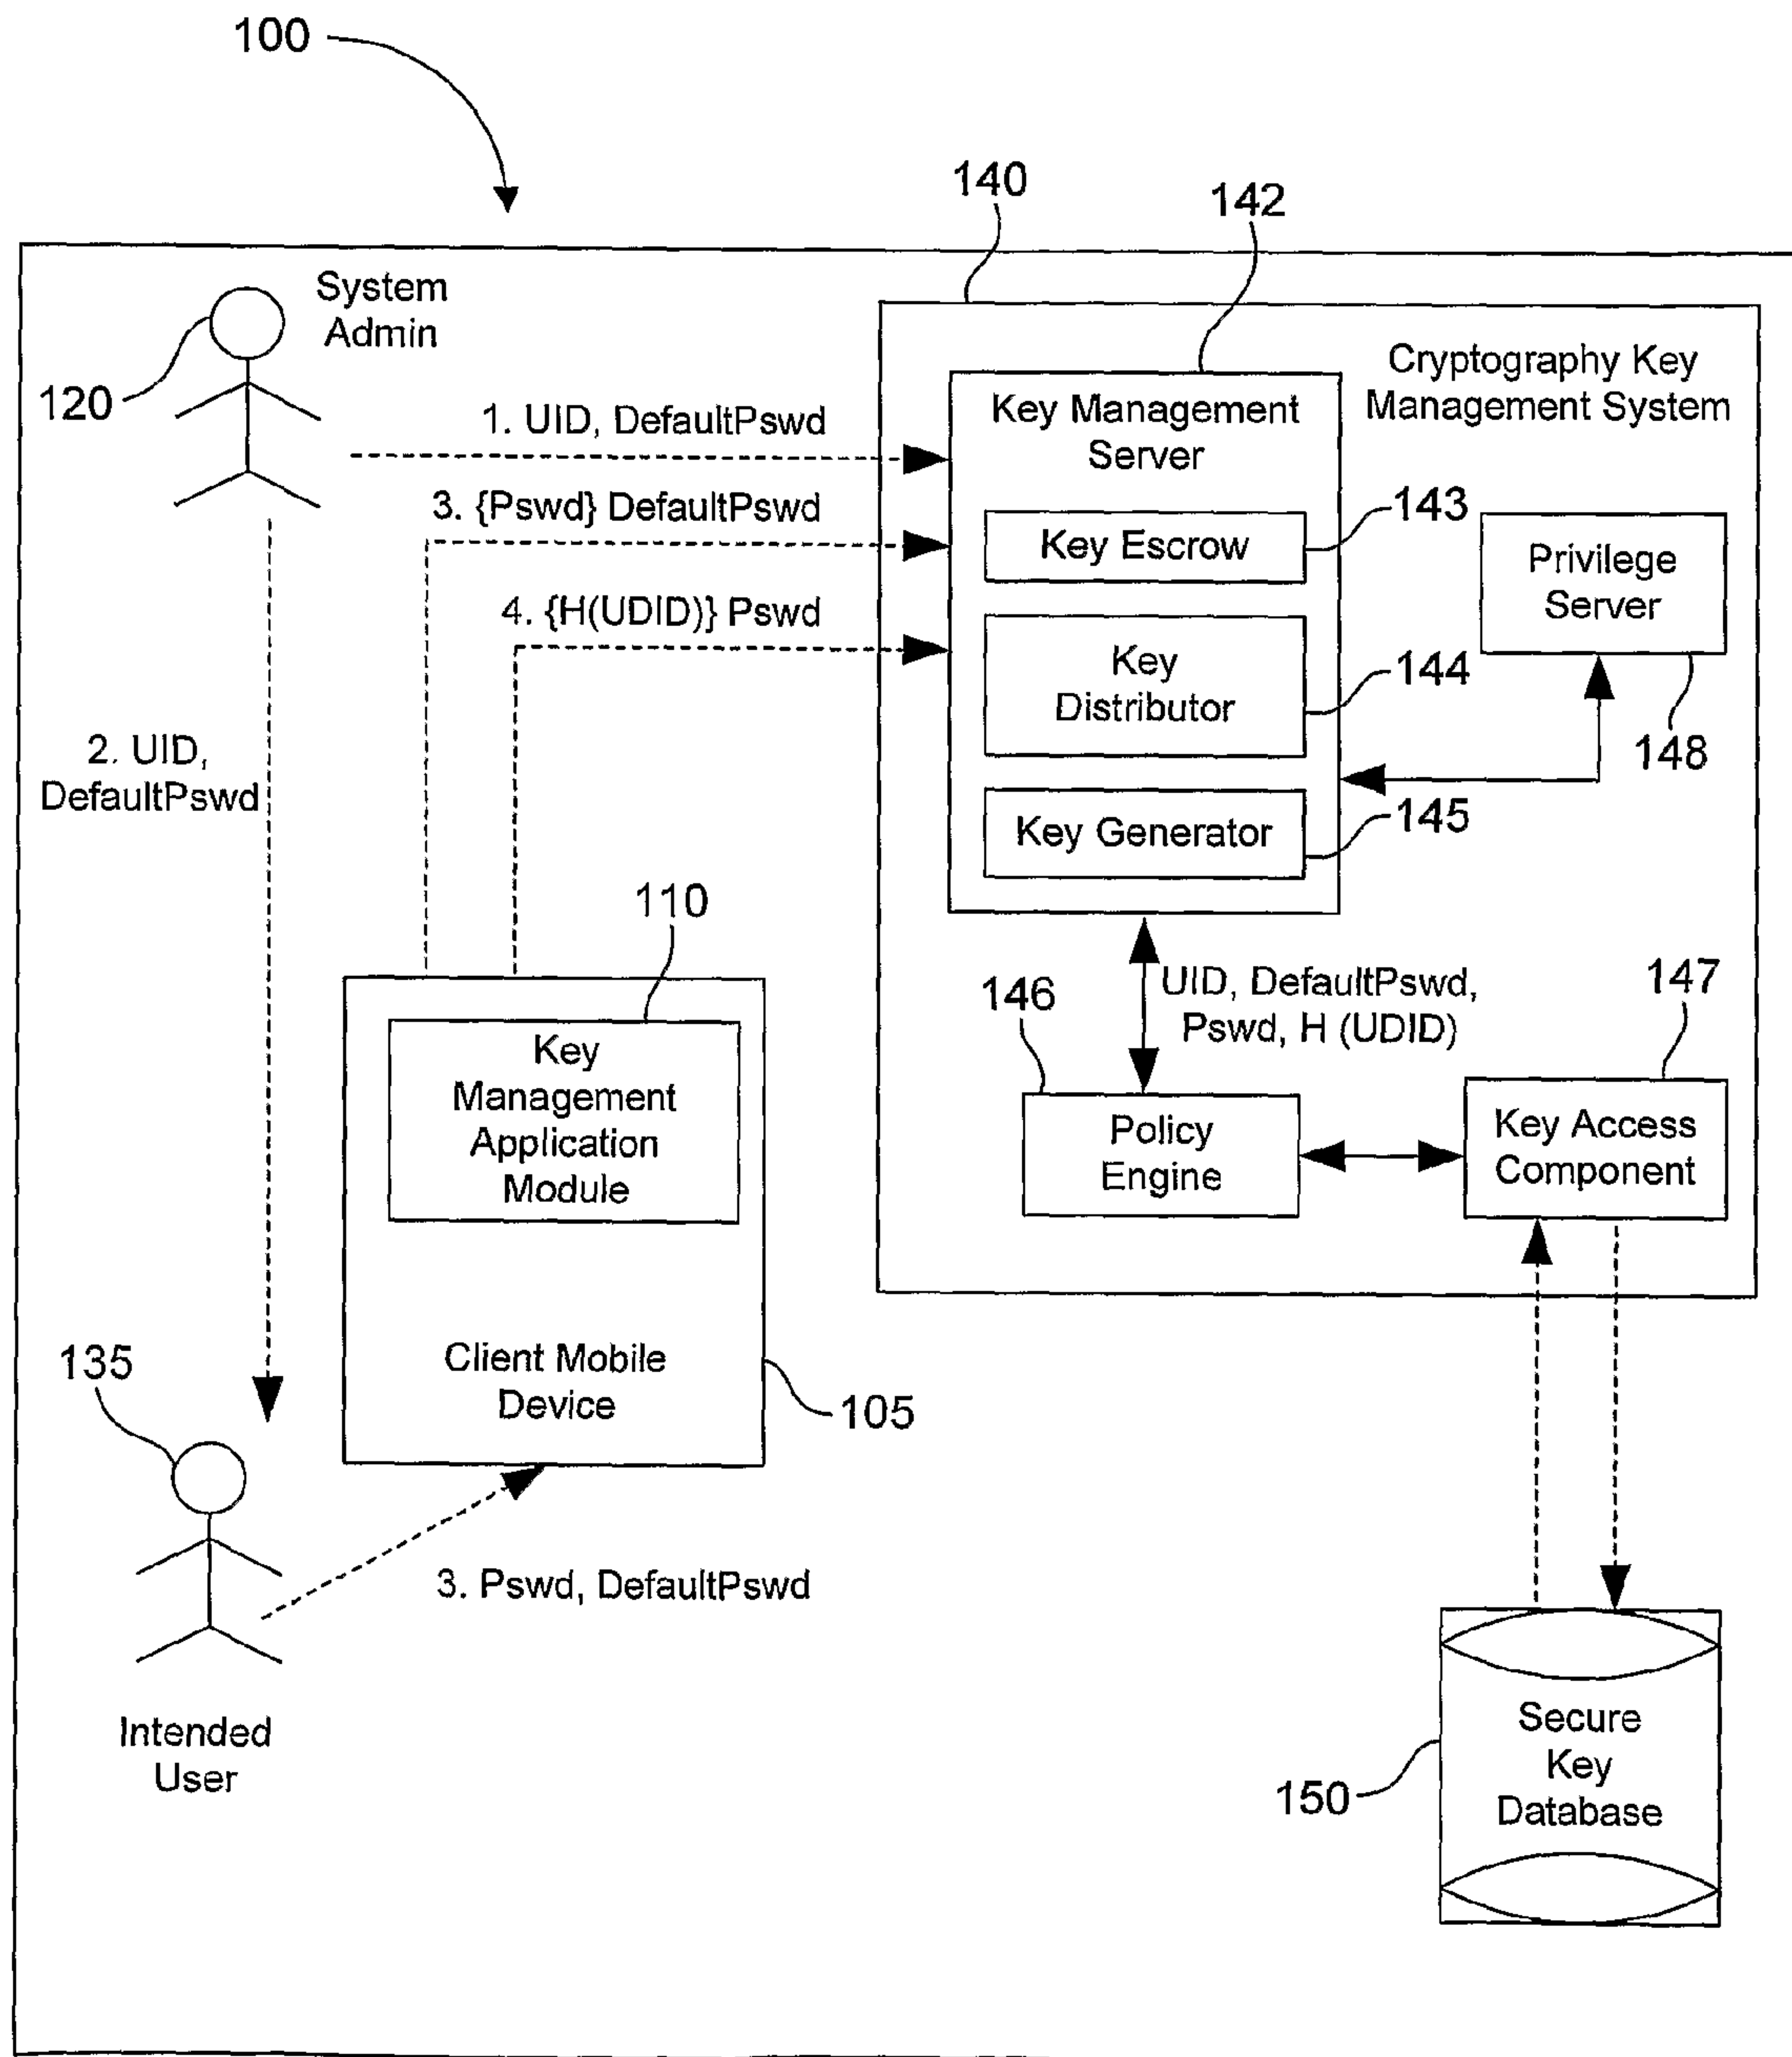 100
140
142
System
Admin
120
Cryptography Key
Management System
Key Management
Server
1. UID, DefaultPswd
3. {Pswd} DefaultPswd
143
Key Escrow
Privilege
Server
4. {H(UDID)} Pswd
Key
Distributor
144
148
2. UID,
DefaultPswd
Key Generator
145
110
UID, DefaultPswd,
Pswd, H (UDID)
146
147
Key
Management
Application
Module
Policy
Engine
Key Access
Component
135
Client Mobile
Device
105
3. Pswd, DefaultPswd
Intended
User
Secure
Key
Database
150